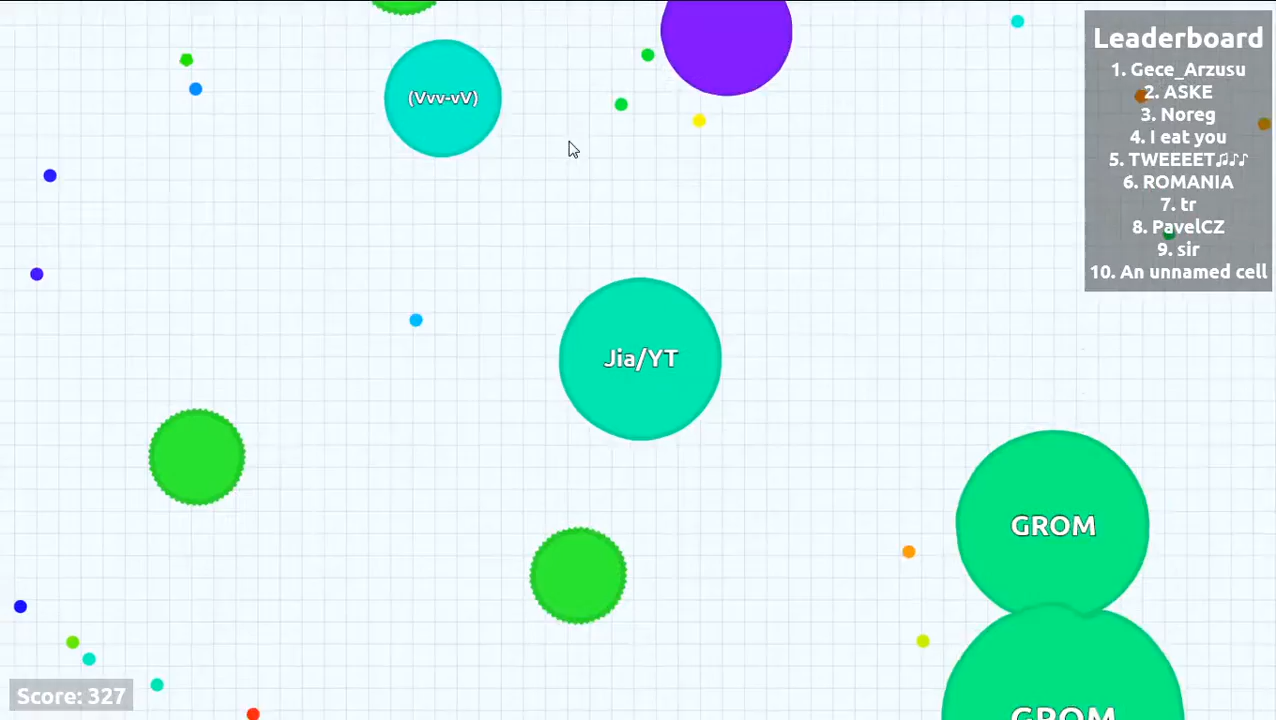 (Vvv-vV)
Leaderboard
1. Gece_Arzusu
2. ASKE
3. Noreg
4. I eat you
5. TWEEEET♫♪♪
6. ROMANIA
7. tr
8. PavelCZ
9. sir
10. An unnamed cell
Jia/YT
GROM
GROM
Score: 327